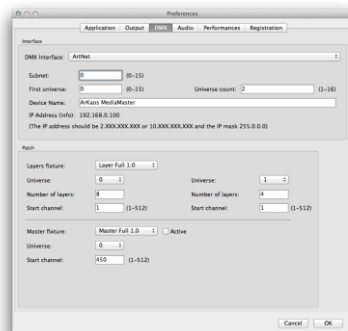 Preferences
Application Output DMX Audio Performances Registration
Interface
DMX Interface: ArtNet
Subnet: 0 (0-15)
First universe: 0 (0-15) Universe count: 2 (1-16)
Device Name: ArKaos MediaMaster
IP Address (info): 192.168.0.100
(The IP address should be 2.XXX.XXX.XXX or 10.XXX.XXX.XXX and the IP mask 255.0.0.0)
Patch
Layers fixture: Layer Full 1.0
Universe: 0 Universe: 1
Number of layers: 8 Number of layers: 4
Start channel: 1 (1-512) Start channel: 1 (1-512)
Master fixture: Master Full 1.0 Active
Universe: 0
Start channel: 450 (1-512)
Cancel OK